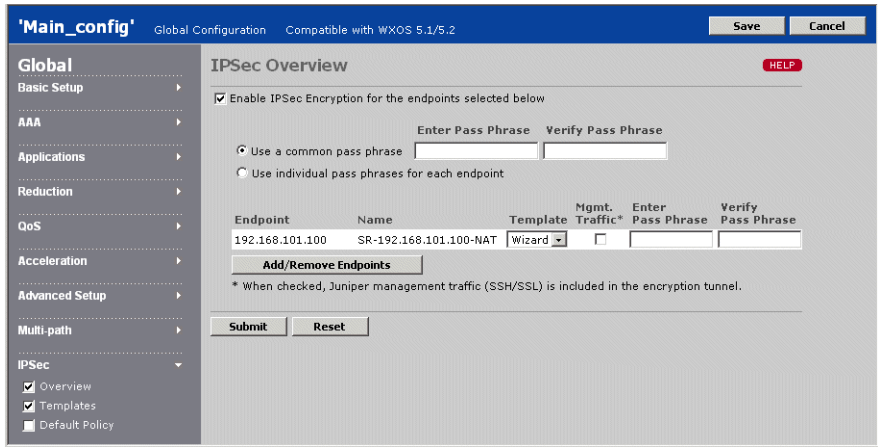 'Main_config' Global Configuration Compatible with WXOS 5.1/5.2 Save Cancel
Global
Basic Setup
AAA
Applications
Reduction
QoS
Acceleration
Advanced Setup
Multi-path
IPSec
Overview
Templates
Default Policy
IPSec Overview HELP
Enable IPSec Encryption for the endpoints selected below
Enter Pass Phrase Verify Pass Phrase
Use a common pass phrase
Use individual pass phrases for each endpoint
Mgmt. Enter Verify
Endpoint Name Template Traffic* Pass Phrase Pass Phrase
192.168.101.100 SR-192.168.101.100-NAT Wizard
Add/Remove Endpoints
* When checked, Juniper management traffic (SSH/SSL) is included in the encryption tunnel.
Submit Reset